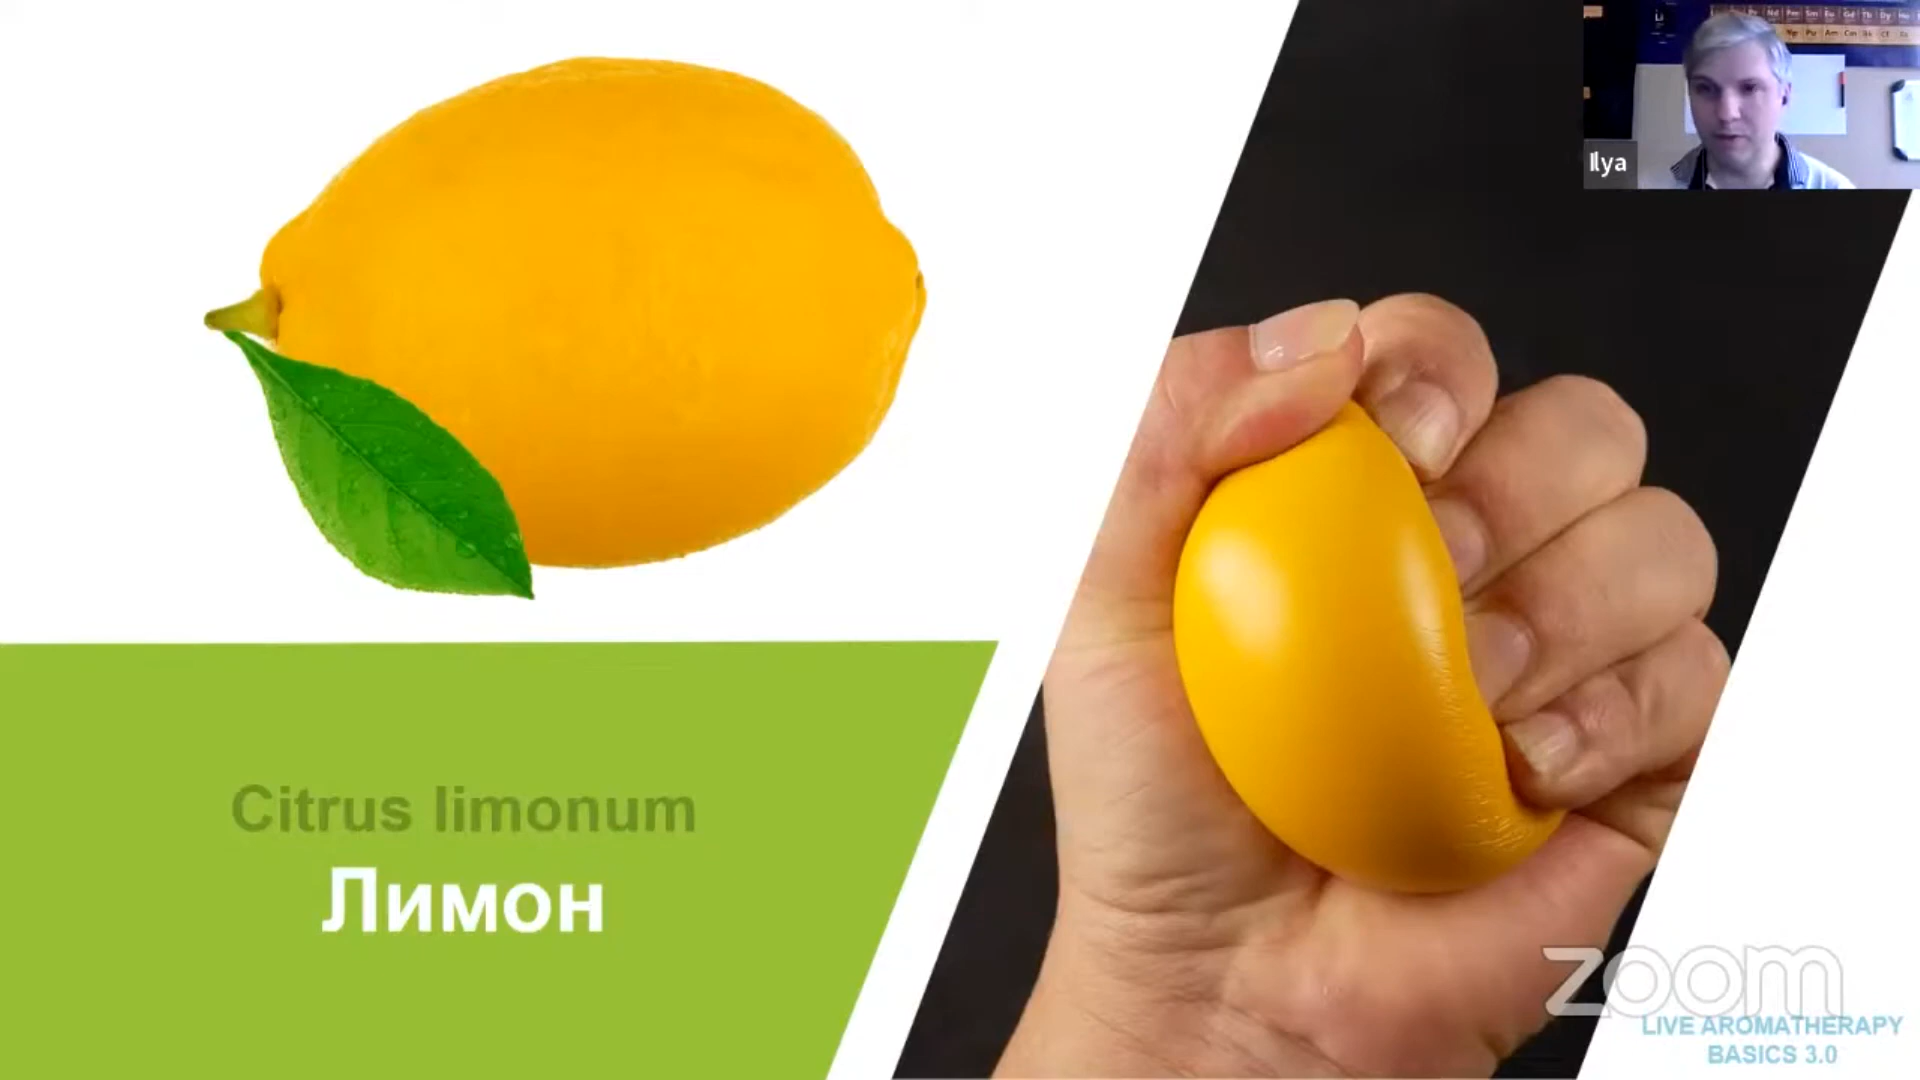 Ilya
Citrus limonum
Лимон
zoom
LIVE AROMATHERAPY
BASICS 3.0